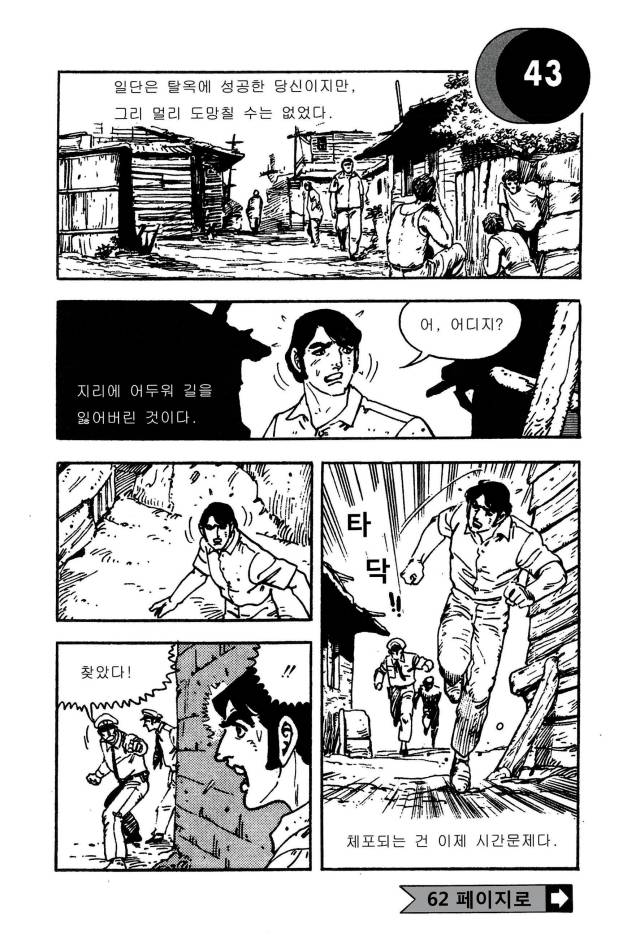 43
일단은 탈옥에 성공한 당신이지만,
그리 멀리 도망칠 수는 없었다.
어, 어디지?
지리에 어두워 길을
잃어버린 것이다.
찾았다!
!!
타
닥
!!
체포되는 건 이제 시간문제다.
62 페이지로